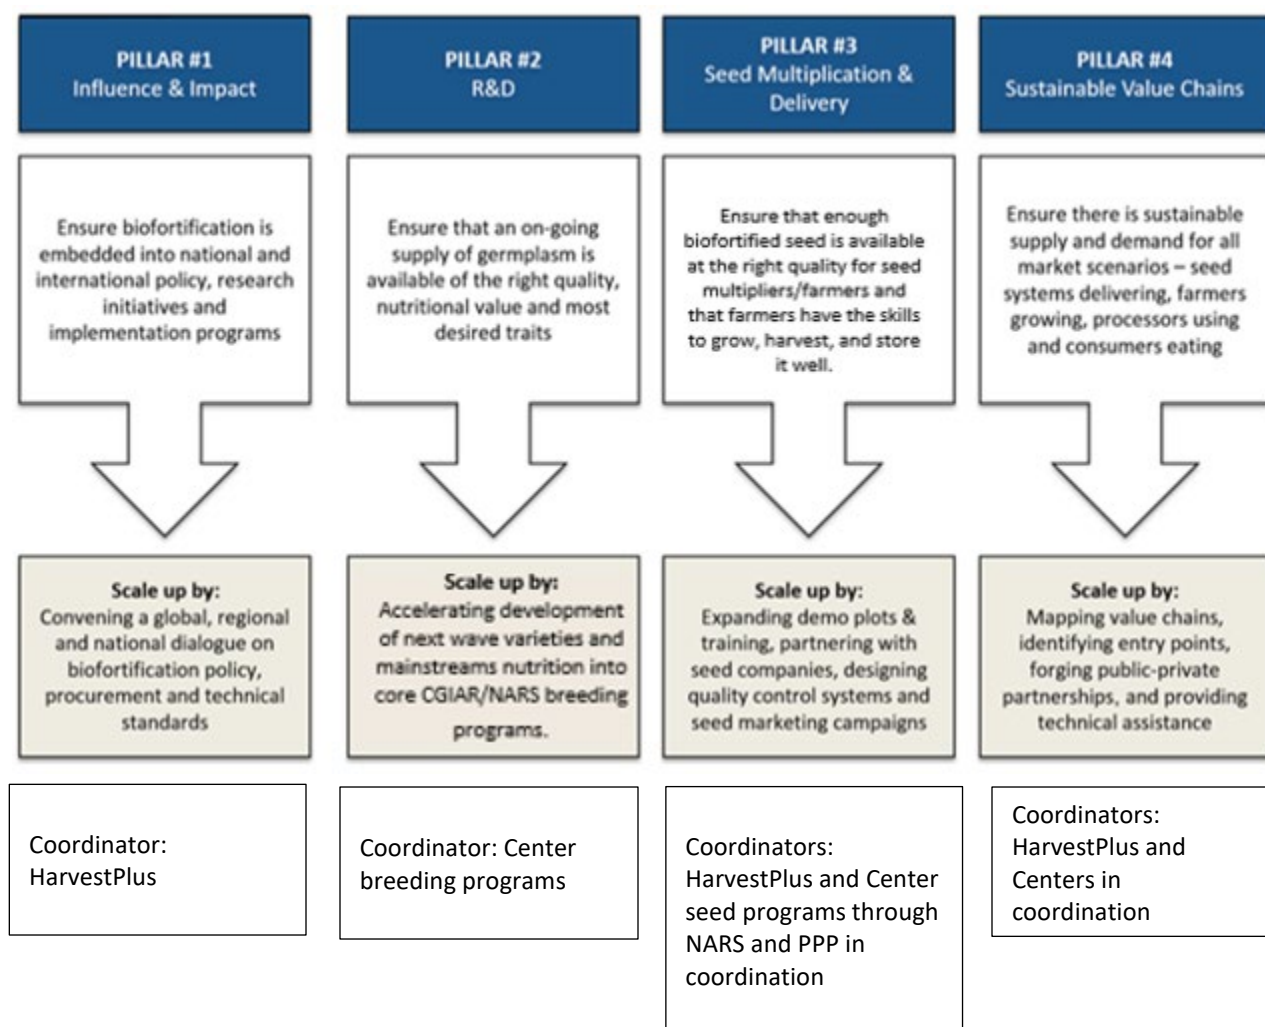 PILLAR #1
Influence & Impact
Ensure biofortification is
embedded into national and
international policy, research
initiatives and
implementation programs
Scale up by:
Convening a global, regional
and national dialogue on
biofortification policy,
procurement and technical
standards
Coordinator:
HarvestPlus
PILLAR #2
R&D
Ensure that an on-going
supply of germplasm is
available of the right quality,
nutritional value and most
desired traits
Scale up by:
Accelerating development
of next wave varieties and
mainstreams nutrition into
core CGIAR/NARS breeding
programs.
Coordinator: Center
breeding programs
PILLAR #3
Seed Multiplication &
Delivery
Ensure that enough
biofortified seed is available
at the right quality for seed
multipliers/farmers and
that farmers have the skills
to grow, harvest, and store
it well.
Scale up by:
Expanding demo plots &
training, partnering with
seed companies, designing
quality control systems and
seed marketing campaigns
Coordinators:
HarvestPlus and Center
seed programs through
NARS and PPP in
coordination
PILLAR #4
Sustainable Value Chains
Ensure there is sustainable
supply and demand for all
market scenarios – seed
systems delivering, farmers
growing, processors using
and consumers eating
Scale up by:
Mapping value chains,
identifying entry points,
forging public-private
partnerships, and providing
technical assistance
Coordinators:
HarvestPlus and
Centers in
coordination